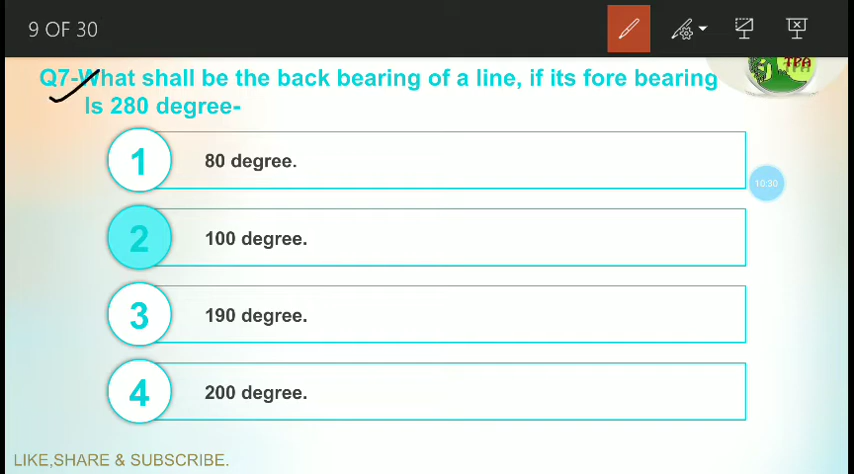 9 OF 30
Q7-What shall be the back bearing of a line, if its fore bearing
Is 280 degree-
TPA
1
80 degree.
10:30
2
100 degree.
3
190 degree.
4
200 degree.
LIKE,SHARE & SUBSCRIBE.